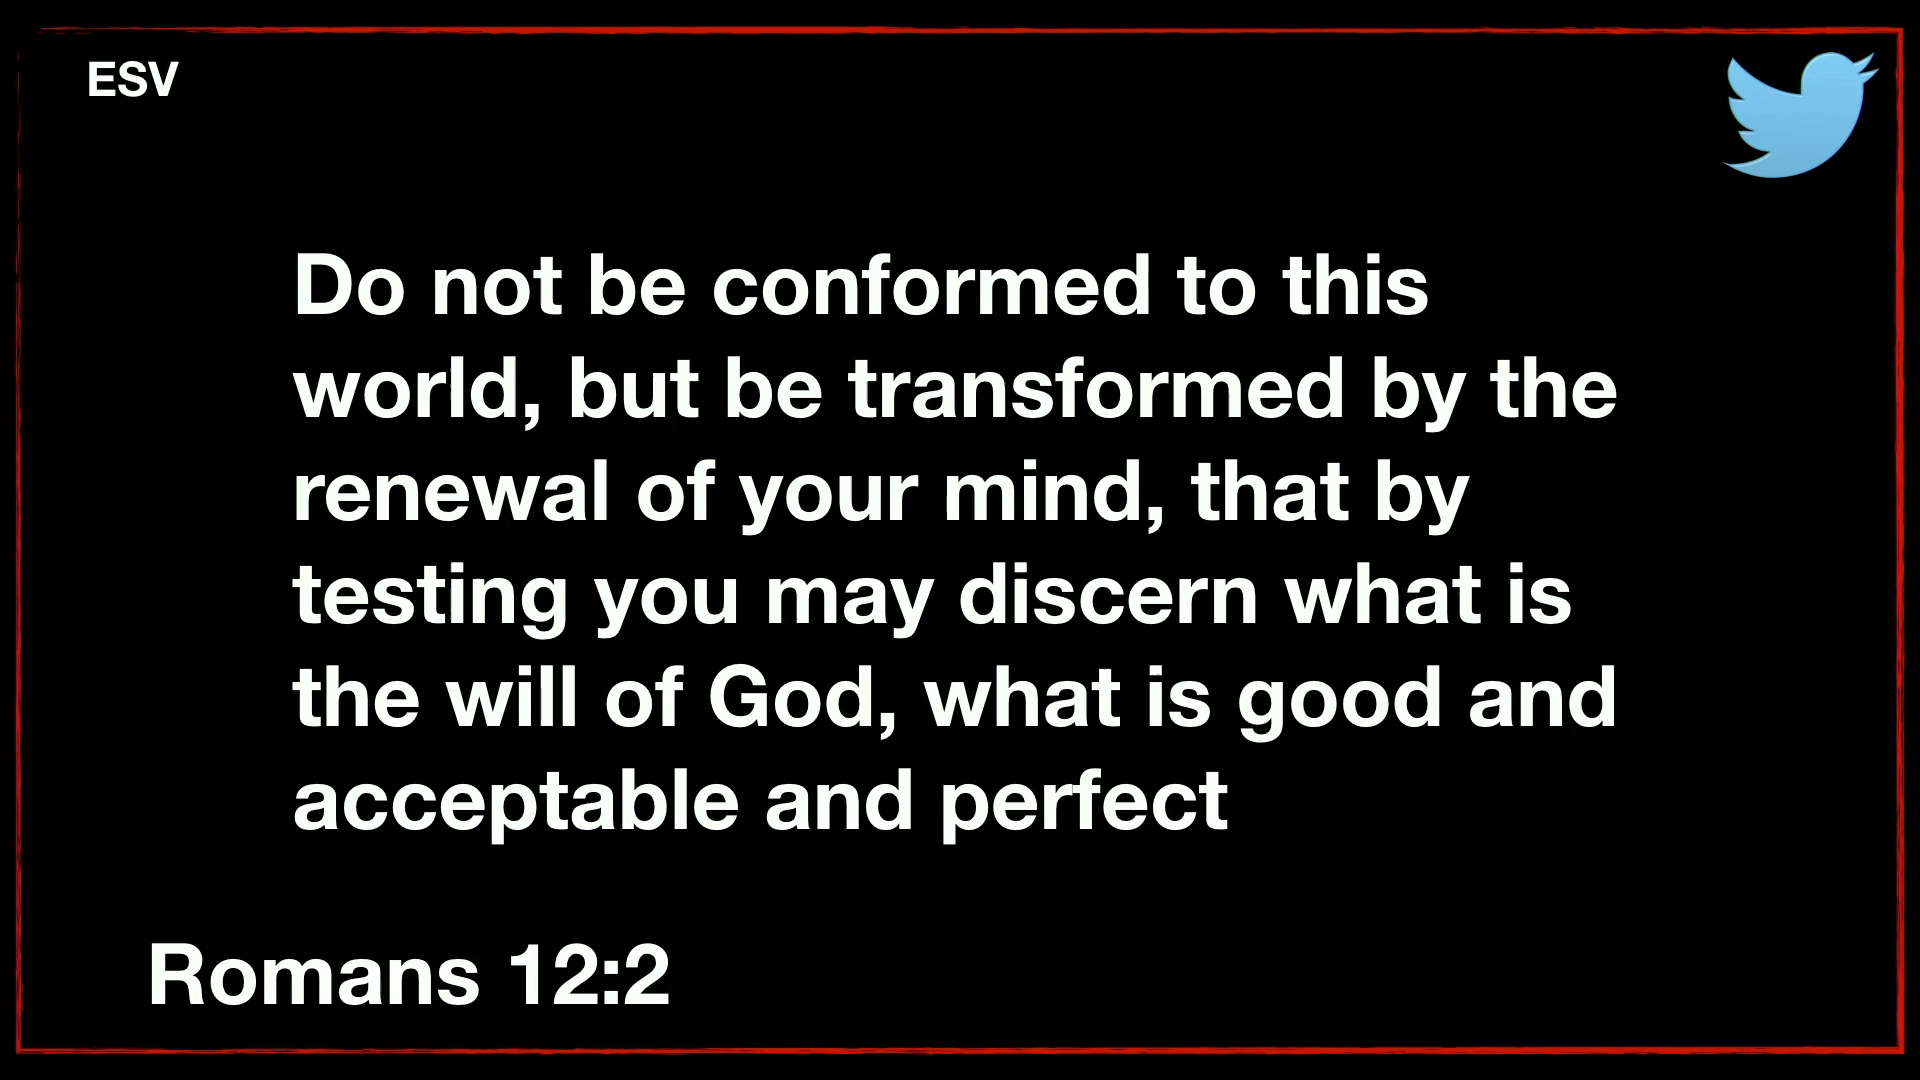 ESV
Do not be conformed to this
world, but be transformed by the
renewal of your mind, that by
testing you may discern what is
the will of God, what is good and
acceptable and perfect
Romans 12:2